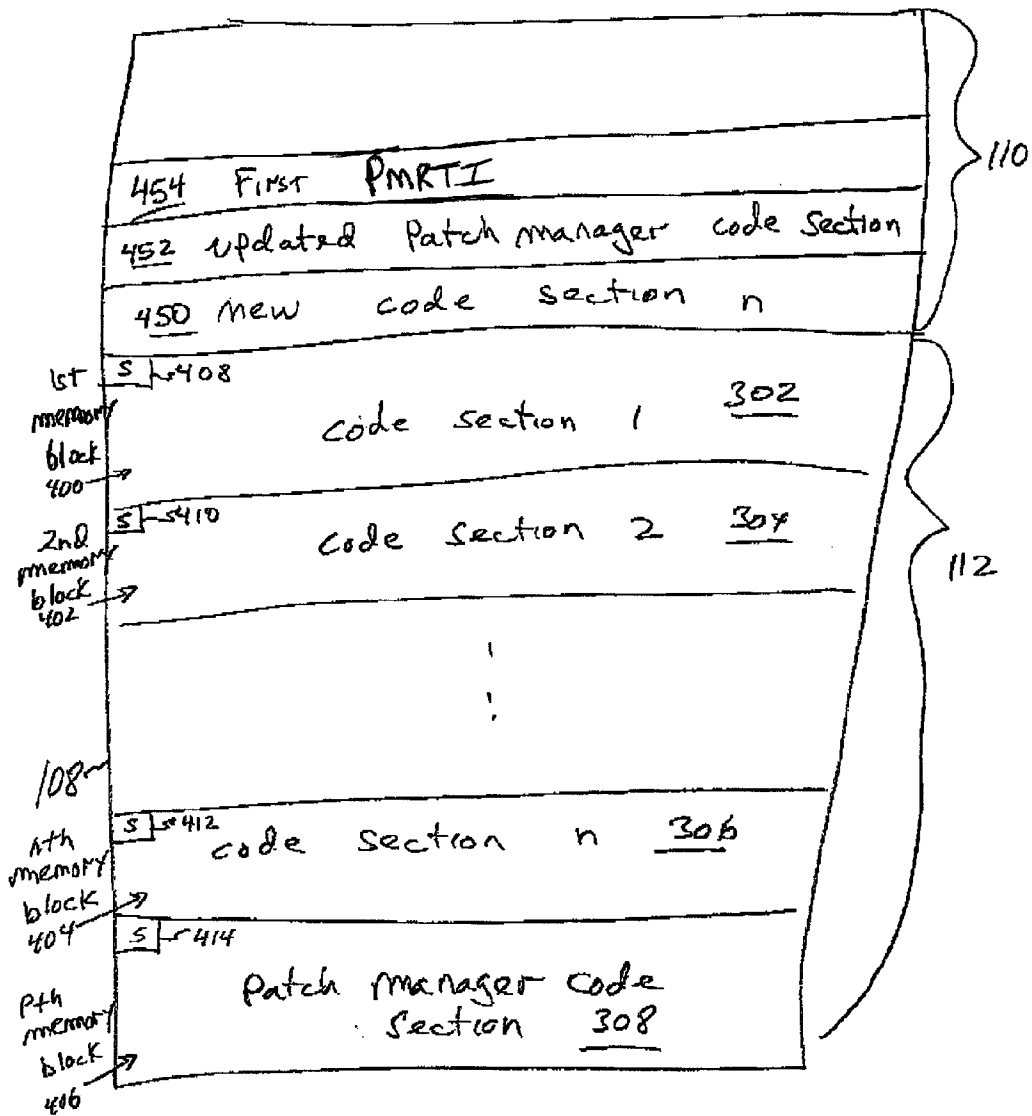 110
454 First PMRTI
452 updated Patch manager code section
450 new code section n
1st memory block 400
S 408
code section 1 302
2nd memory block 402
S 410
code section 2 304
112
108
nth memory block 404
S 412
code section n 306
Pth memory block 406
S 414
Patch manager code
section 308